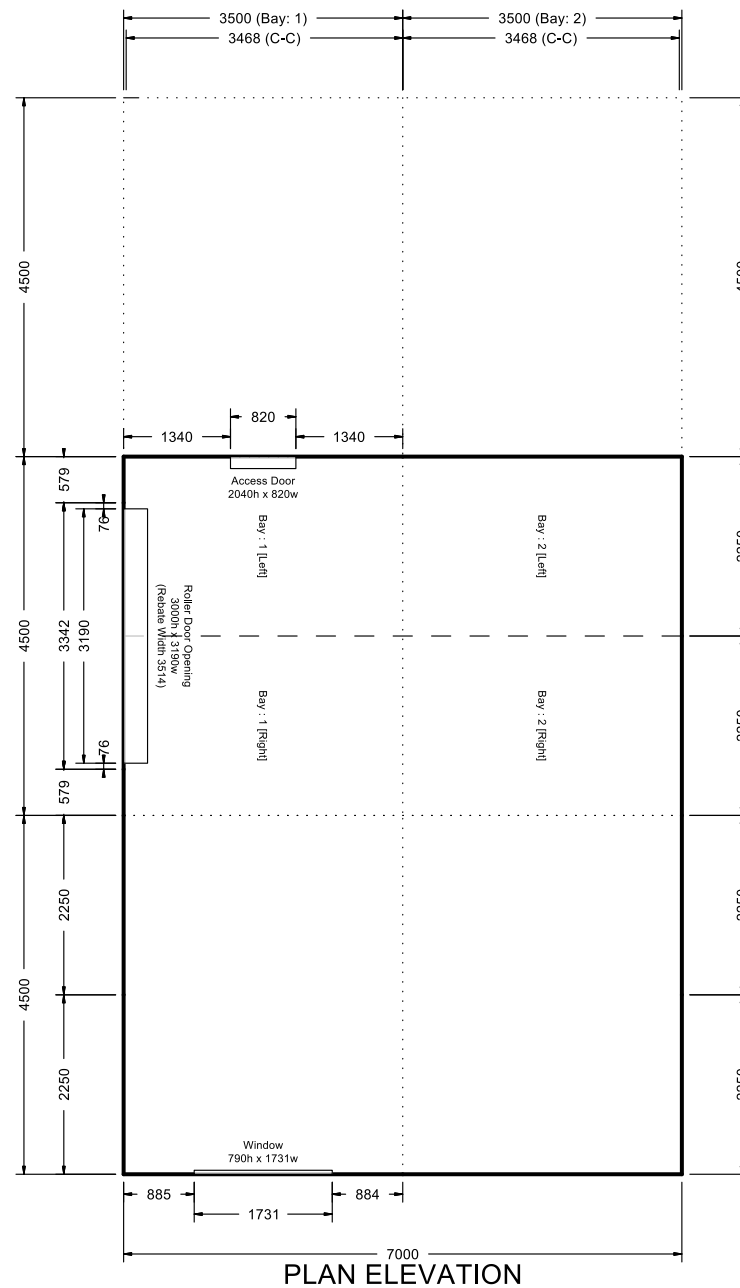 3500 (Bay: 1)
3500 (Bay: 2)
3468 (C-C)
3468 (C-C)
4500
820
1340
1340
579
Access Door
2040h x 820w
76
Bay : 1 [Left]
Bay : 2 [Left]
4500
3342
3190
Roller Door Opening
3000h x 3190w
(Rebate Width 3514)
Bay : 1 [Right]
Bay : 2 [Right]
76
579
2250
4500
2250
Window
790h x 1731w
885
884
1731
7000
PLAN ELEVATION